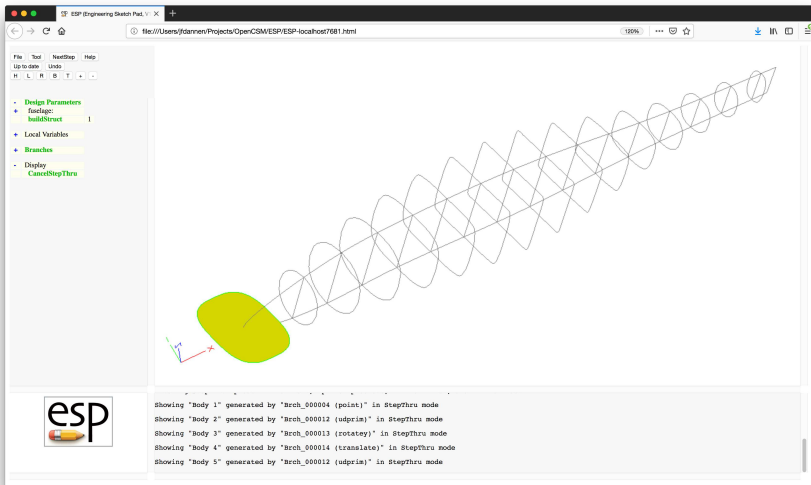 ESP (Engineering Sketch Pad, V1
file:///Users/jfdannen/Projects/OpenCSM/ESP/ESP-localhost7681.html
120%
File Tool NextStep Help
Up to date Undo
H L R B T + -
- Design Parameters
+ fuselage:
buildStruct 1
+ Local Variables
+ Branches
- Display
CancelStepThru
X
Z
esp
Showing "Body 1" generated by "Brch_000004 (point)" in StepThru mode
Showing "Body 2" generated by "Brch_000012 (udprim)" in StepThru mode
Showing "Body 3" generated by "Brch_000013 (rotatey)" in StepThru mode
Showing "Body 4" generated by "Brch_000014 (translate)" in StepThru mode
Showing "Body 5" generated by "Brch_000012 (udprim)" in StepThru mode